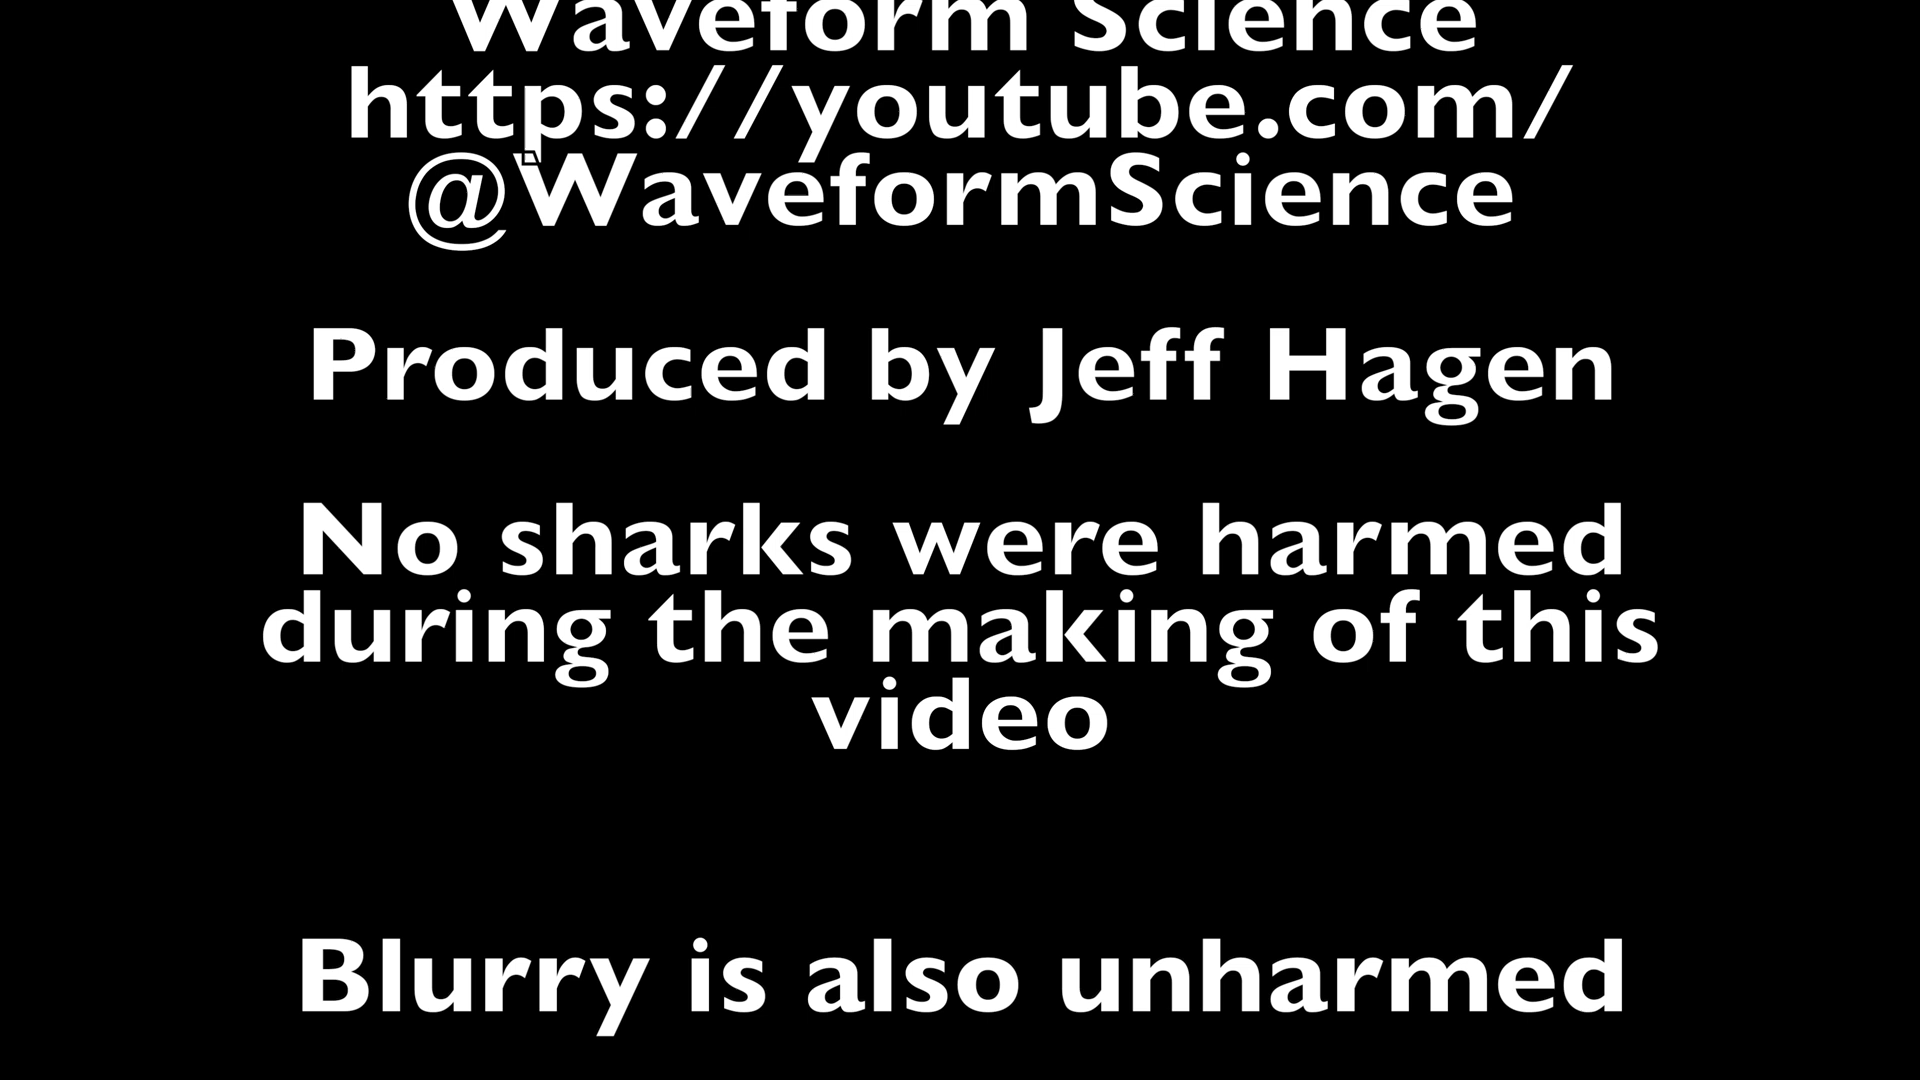 Waveform Science
https://youtube.com/
@WaveformScience
Produced by Jeff Hagen
No sharks were harmed
during the making of this
video
Blurry is also unharmed